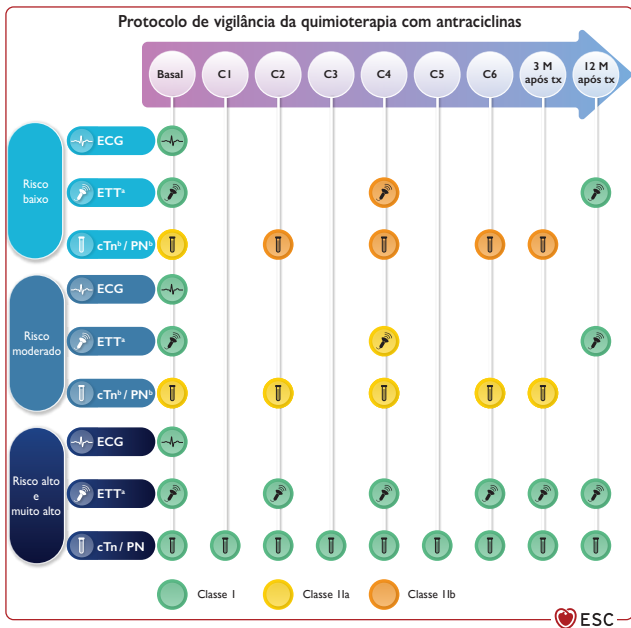 Protocolo de vigilância da quimioterapia com antraciclinas
Basal
C1
C2
C3
C4
C5
C6
3 M
após tx
12 M
após tx
Risco
baixo
ECG
ETTᵃ
cTnᵇ / PNᵇ
Risco
moderado
ECG
ETTᵃ
cTnᵇ / PNᵇ
Risco alto
e
muito alto
ECG
ETTᵃ
cTn / PN
Classe I
Classe IIa
Classe IIb
ESC